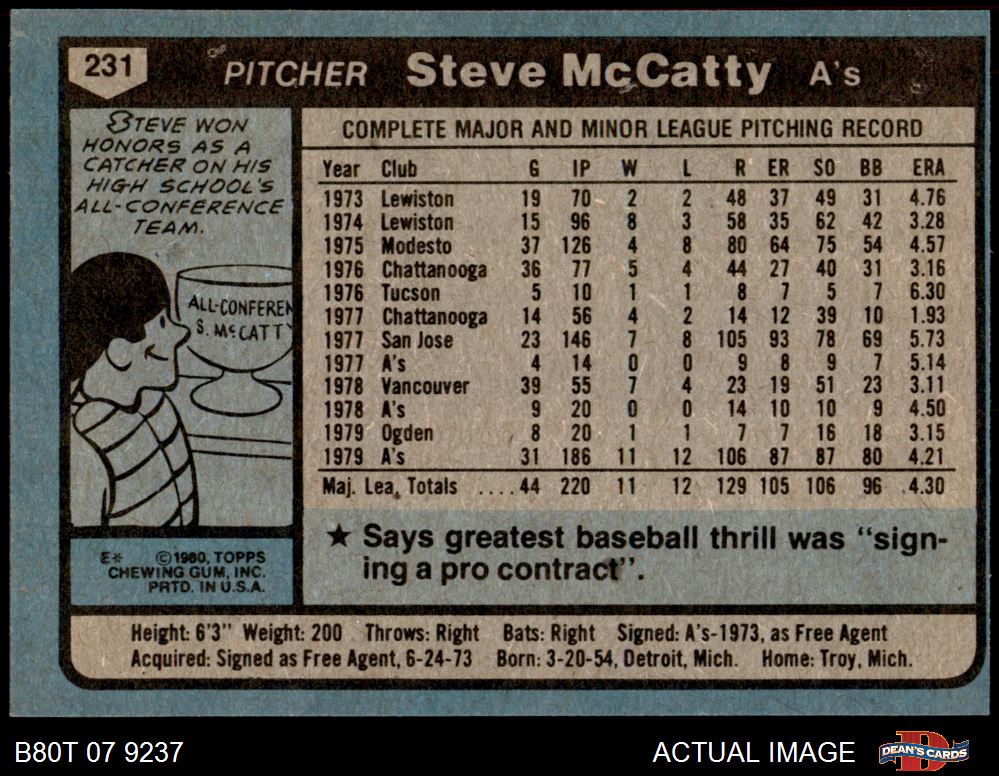 231 PITCHER Steve McCatty A's
STEVE WON
HONORS AS A
CATCHER ON HIS
HIGH SCHOOL'S
ALL-CONFERENCE
TEAM.
ALL-CONFEREN
S. McCATTY
E* ©1980, TOPPS
CHEWING GUM, INC.
PRTD. IN U.S.A.
COMPLETE MAJOR AND MINOR LEAGUE PITCHING RECORD
Year Club G IP W L R ER SO BB ERA
1973 Lewiston 19 70 2 2 48 37 49 31 4.76
1974 Lewiston 15 96 8 3 58 35 62 42 3.28
1975 Modesto 37 126 4 8 80 64 75 54 4.57
1976 Chattanooga 36 77 5 4 44 27 40 31 3.16
1976 Tucson 5 10 1 1 8 7 5 7 6.30
1977 Chattanooga 14 56 4 2 14 12 39 10 1.93
1977 San Jose 23 146 7 8 105 93 78 69 5.73
1977 A's 4 14 0 0 9 8 9 7 5.14
1978 Vancouver 39 55 7 4 23 19 51 23 3.11
1978 A's 9 20 0 0 14 10 10 9 4.50
1979 Ogden 8 20 1 1 7 7 16 18 3.15
1979 A's 31 186 11 12 106 87 87 80 4.21
Maj. Lea. Totals ....44 220 11 12 129 105 106 96 4.30
★ Says greatest baseball thrill was "sign-
ing a pro contract".
Height: 6'3" Weight: 200 Throws: Right Bats: Right Signed: A's-1973, as Free Agent
Acquired: Signed as Free Agent, 6-24-73 Born: 3-20-54, Detroit, Mich. Home: Troy, Mich.
B80T 07 9237 ACTUAL IMAGE DEAN'S CARDS